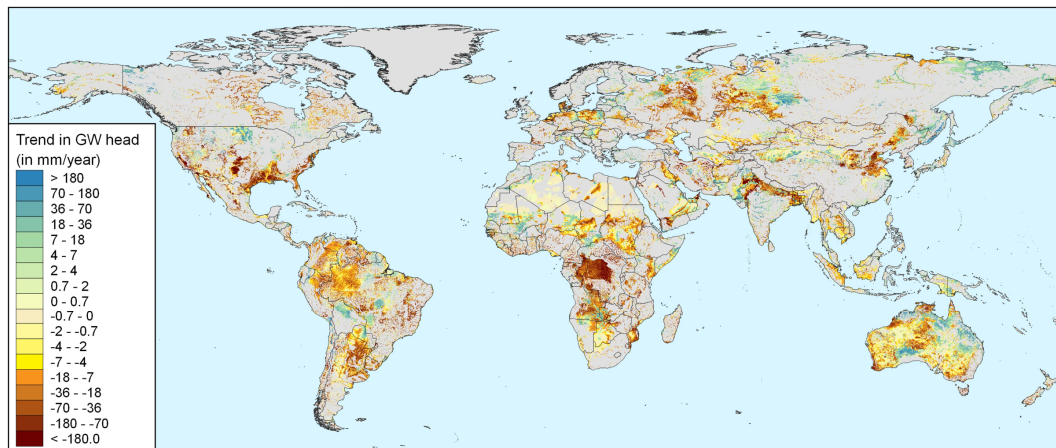 Trend in GW head
(in mm/year)
> 180
70 - 180
36 - 70
18 - 36
7 - 18
4 - 7
2 - 4
0.7 - 2
0 - 0.7
-0.7 - 0
-2 - -0.7
-4 - -2
-7 - -4
-18 - -7
-36 - -18
-70 - -36
-180 - -70
< -180.0